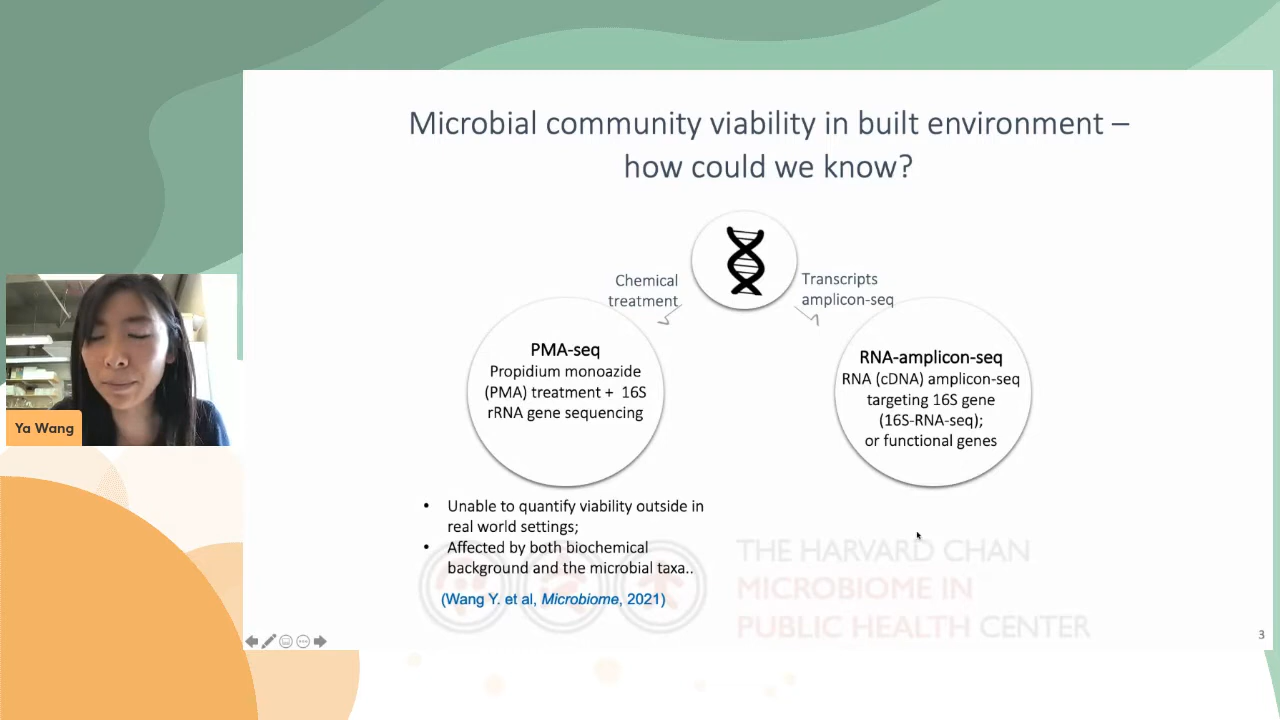 Microbial community viability in built environment –
how could we know?
Chemical
treatment
Transcripts
amplicon-seq
PMA-seq
Propidium monoazide
(PMA) treatment + 16S
rRNA gene sequencing
RNA-amplicon-seq
RNA (cDNA) amplicon-seq
targeting 16S gene
(16S-RNA-seq);
or functional genes
Ya Wang
• Unable to quantify viability outside in
real world settings;
• Affected by both biochemical
background and the microbial taxa..
(Wang Y. et al, Microbiome, 2021)
THE HARVARD CHAN
MICROBIOME IN
PUBLIC HEALTH CENTER
3